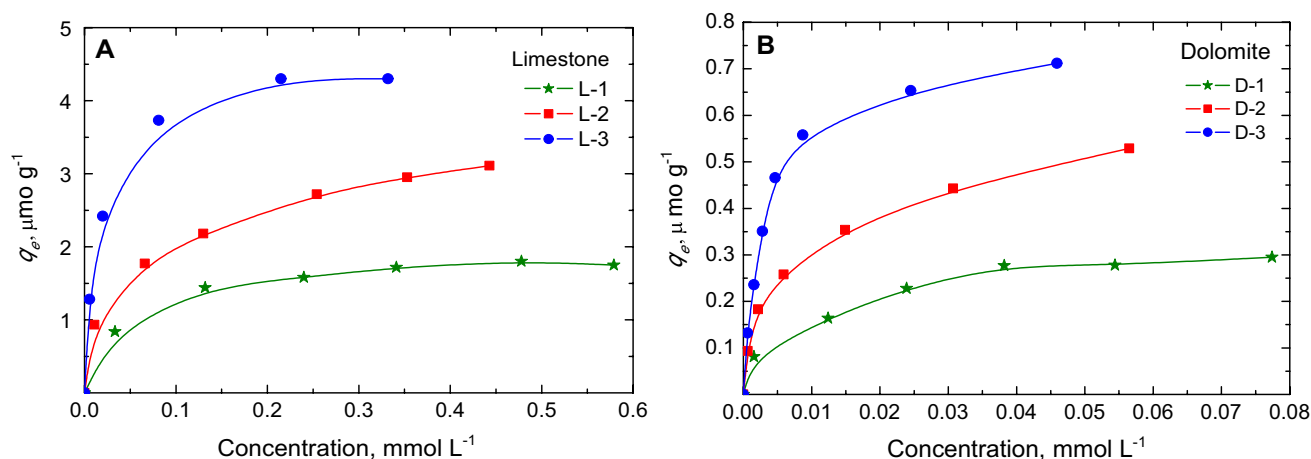 A
Limestone
L-1
L-2
L-3
qe, μmo g-1
5
4
3
2
1
0.0 0.1 0.2 0.3 0.4 0.5 0.6
Concentration, mmol L-1
B
Dolomite
D-1
D-2
D-3
qe, μ mo g-1
0.8
0.7
0.6
0.5
0.4
0.3
0.2
0.1
0.00 0.01 0.02 0.03 0.04 0.05 0.06 0.07 0.08
Concentration, mmol L-1